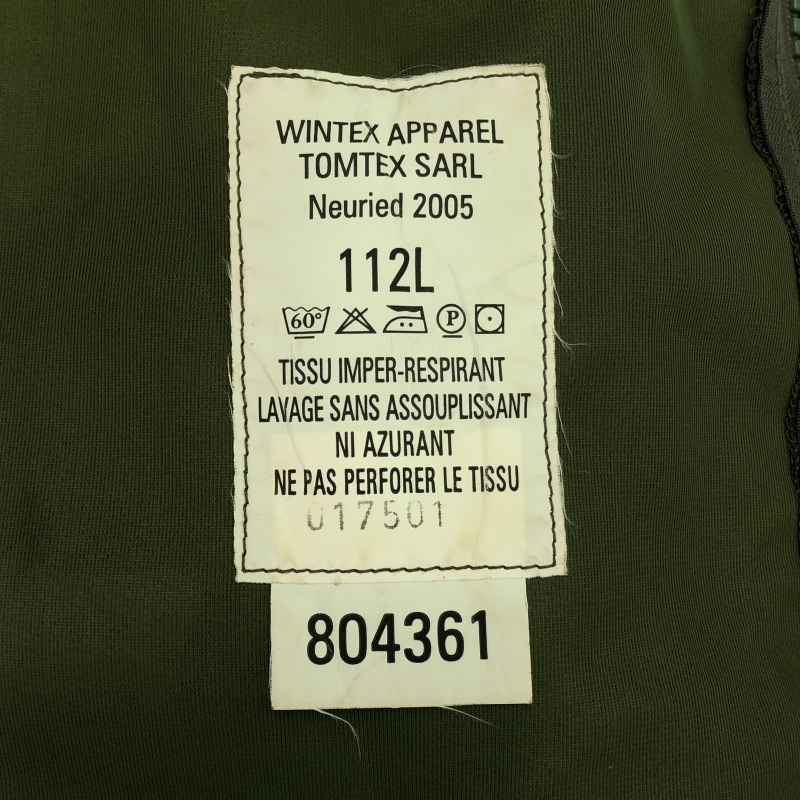 WINTEX APPAREL
TOMTEX SARL
Neuried 2005
112L
60° P
TISSU IMPER-RESPIRANT
LAVAGE SANS ASSOUPLISSANT
NI AZURANT
NE PAS PERFORER LE TISSU
017501
804361